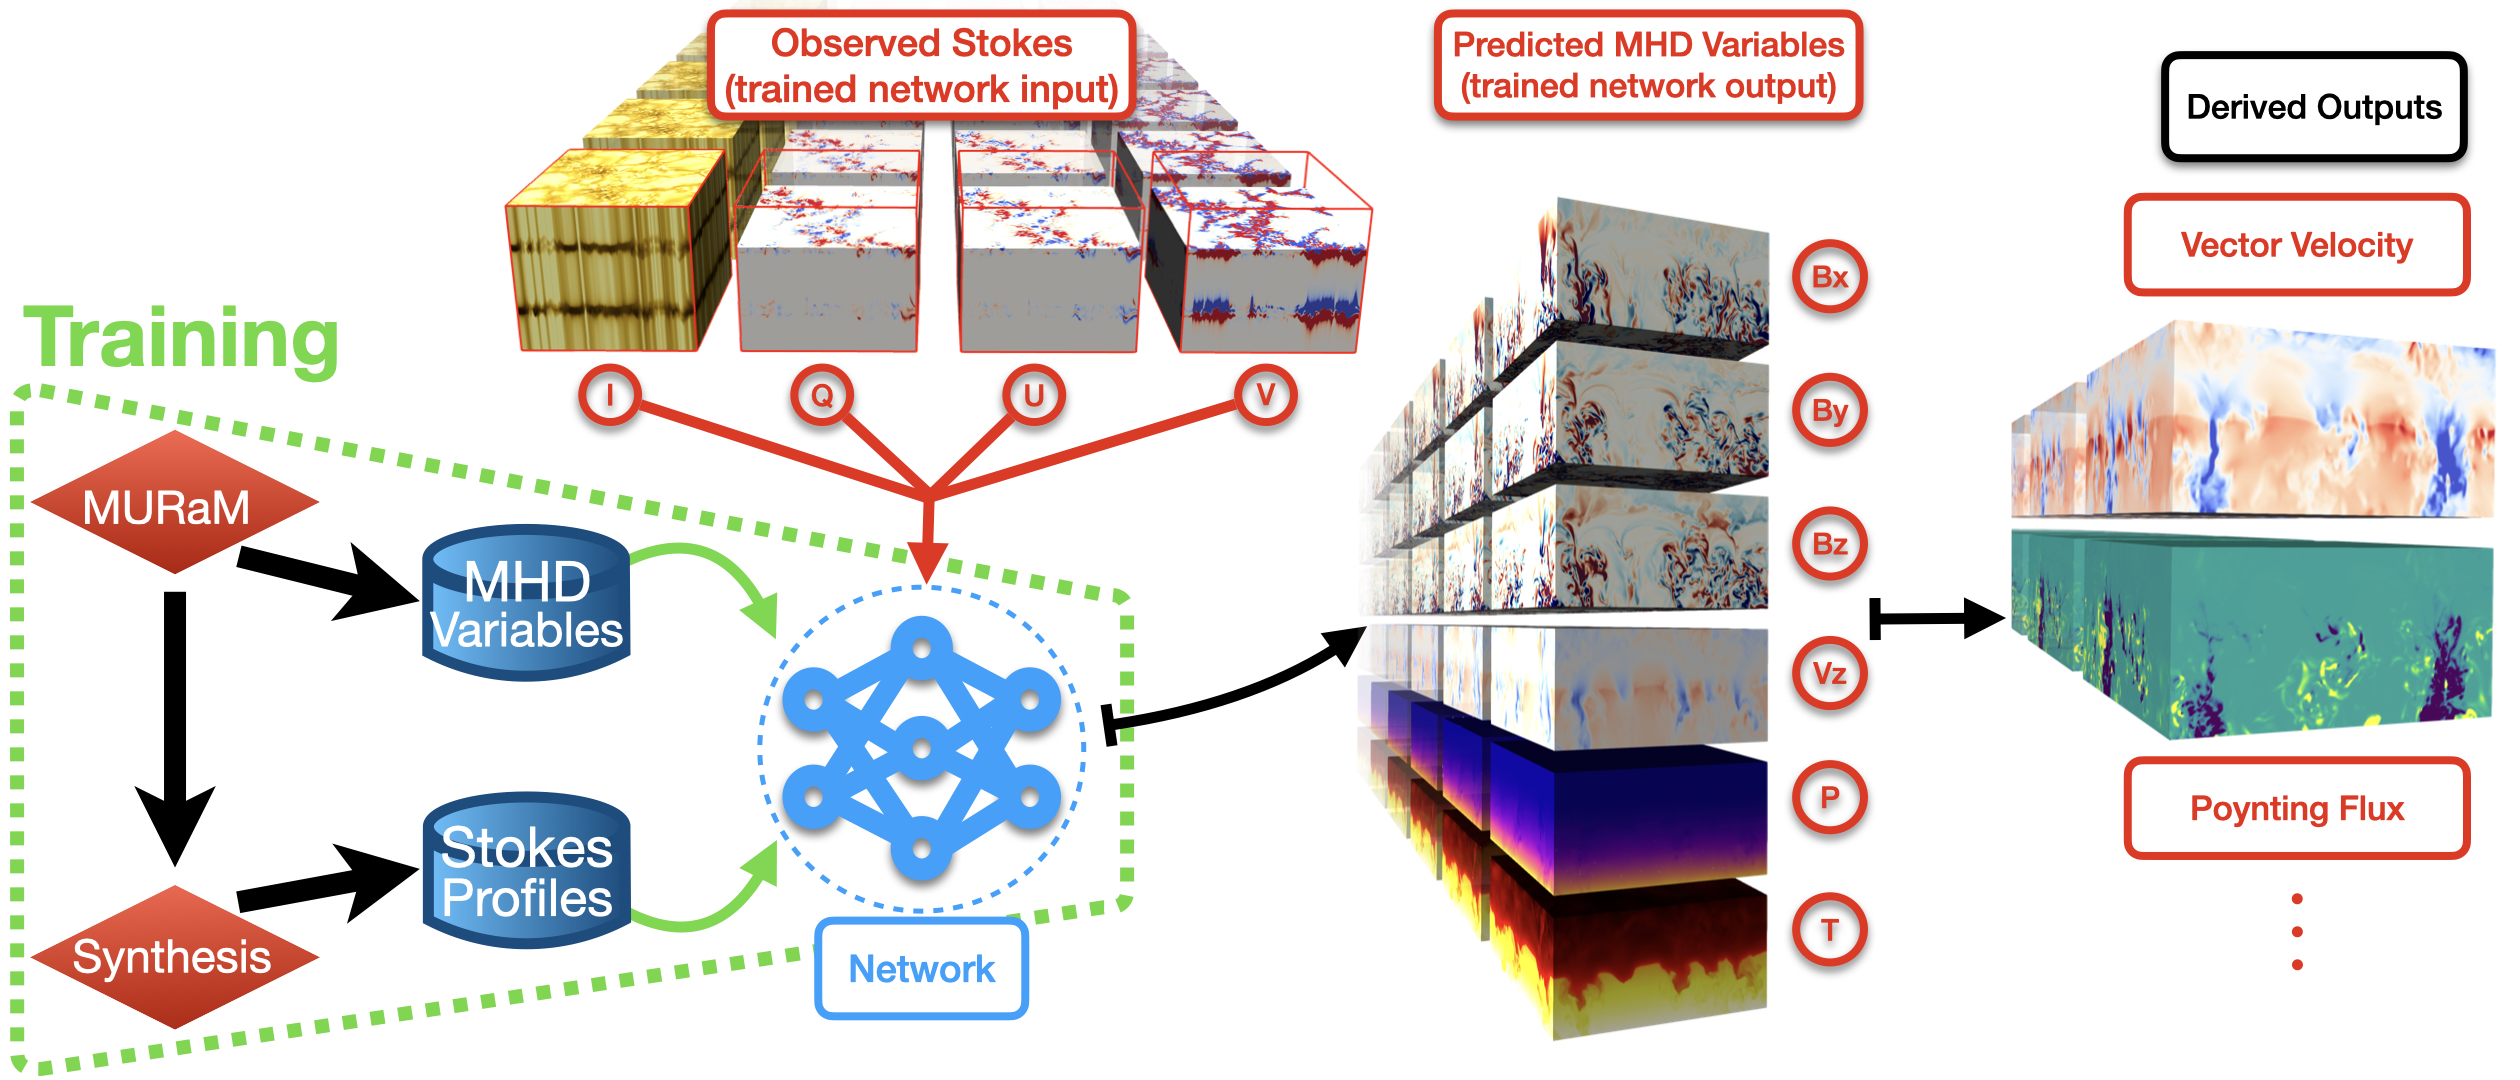 Observed Stokes
(trained network input)
Predicted MHD Variables
(trained network output)
Derived Outputs
Vector Velocity
Training
I
Q
U
V
MURaM
MHD
Variables
Stokes
Profiles
Synthesis
Network
Bx
By
Bz
Vz
P
T
Poynting Flux